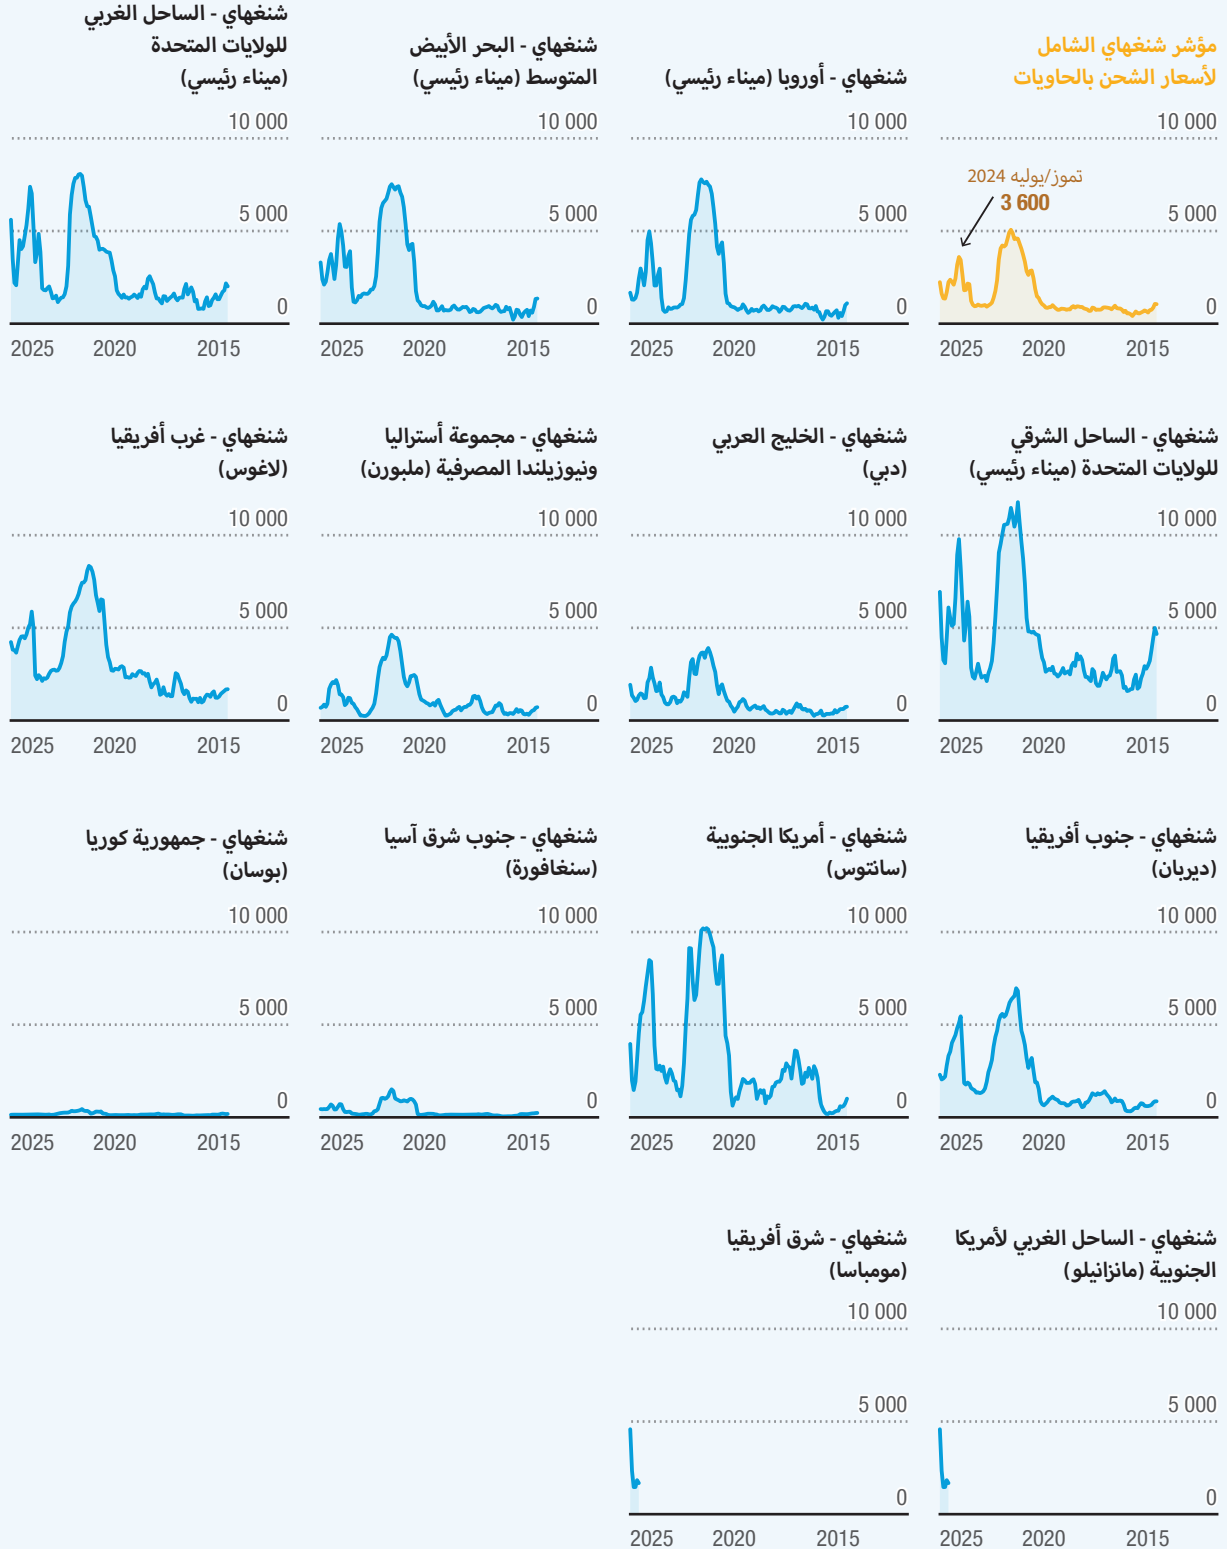 مؤشر شنغهاي الشامل
لأسعار الشحن بالحاويات
10 000
تموز/يوليه 2024
3 600
5 000
0
2015
2020
2025
شنغهاي - أوروبا (ميناء رئيسي)
10 000
5 000
0
2015
2020
2025
شنغهاي - البحر الأبيض
المتوسط (ميناء رئيسي)
10 000
5 000
0
2015
2020
2025
شنغهاي - الساحل الغربي
للولايات المتحدة
(ميناء رئيسي)
10 000
5 000
0
2015
2020
2025
شنغهاي - الساحل الشرقي
للولايات المتحدة (ميناء رئيسي)
10 000
5 000
0
2015
2020
2025
شنغهاي - الخليج العربي
(دبي)
10 000
5 000
0
2015
2020
2025
شنغهاي - مجموعة أستراليا
ونيوزيلندا المصرفية (ملبورن)
10 000
5 000
0
2015
2020
2025
شنغهاي - غرب أفريقيا
(لاغوس)
10 000
5 000
0
2015
2020
2025
شنغهاي - جنوب أفريقيا
(ديربان)
10 000
5 000
0
2015
2020
2025
شنغهاي - أمريكا الجنوبية
(سانتوس)
10 000
5 000
0
2015
2020
2025
شنغهاي - جنوب شرق آسيا
(سنغافورة)
10 000
5 000
0
2015
2020
2025
شنغهاي - جمهورية كوريا
(بوسان)
10 000
5 000
0
2015
2020
2025
شنغهاي - الساحل الغربي لأمريكا
الجنوبية (مانزانيلو)
10 000
5 000
0
2015
2020
2025
شنغهاي - شرق أفريقيا
(مومباسا)
10 000
5 000
0
2015
2020
2025